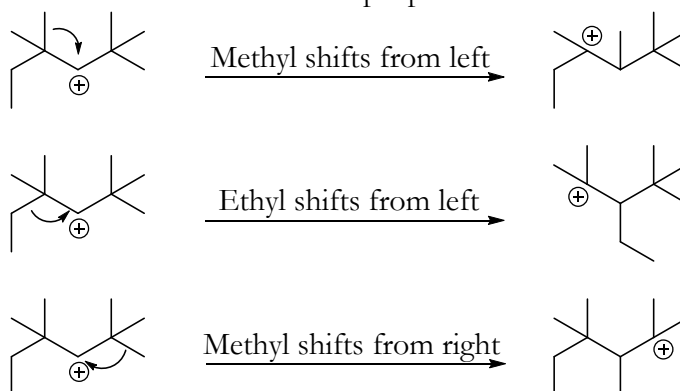 Methyl shifts from left
⊕
⊕
Ethyl shifts from left
⊕
⊕
Methyl shifts from right
⊕
⊕